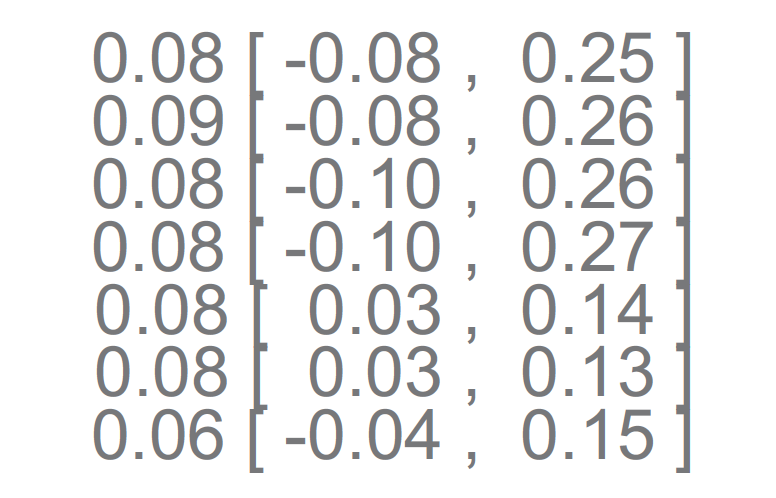 0.08 [ -0.08 , 0.25 ]
0.09 [ -0.08 , 0.26 ]
0.08 [ -0.10 , 0.26 ]
0.08 [ -0.10 , 0.27 ]
0.08 [ 0.03 , 0.14 ]
0.08 [ 0.03 , 0.13 ]
0.06 [ -0.04 , 0.15 ]